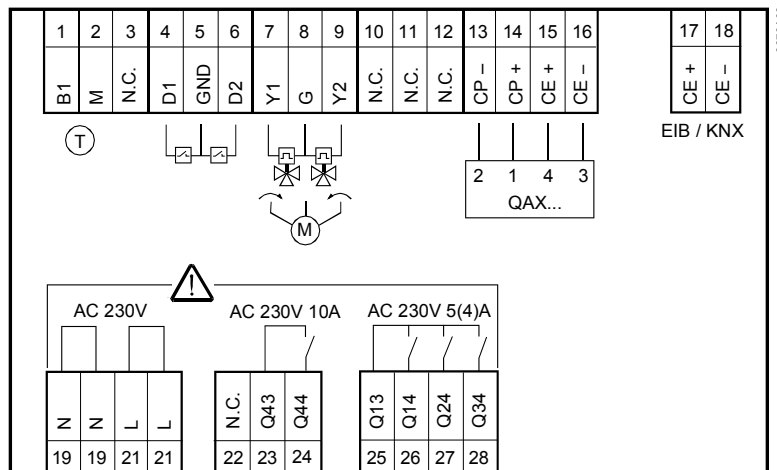 1 2 3 4 5 6 7 8 9 10 11 12 13 14 15 16 17 18
B1 M N.C. D1 GND D2 Y1 G Y2 N.C. N.C. N.C. CP – CP + CE + CE – CE + CE –
T
EIB / KNX
2 1 4 3
QAX...
M
AC 230V AC 230V 10A AC 230V 5(4)A
N N L L N.C. Q43 Q44 Q13 Q14 Q24 Q34
19 19 21 21 22 23 24 25 26 27 28